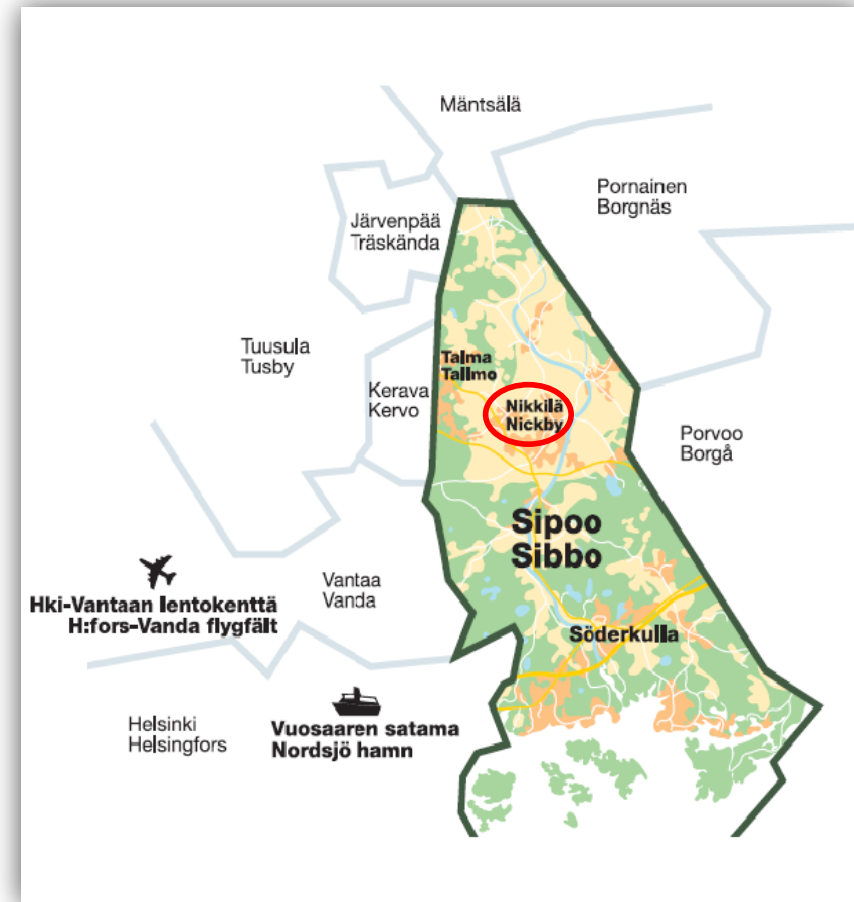 Mäntsälä
Pornainen
Borgnäs
Järvenpää
Träskända
Tuusula
Tusby
Talma
Tallmo
Kerava
Kervo
Nikkilä
Nickby
Porvoo
Borgå
Sipoo
Sibbo
Vantaa
Vanda
Hki-Vantaan lentokenttä
H:fors-Vanda flygfält
Söderkulla
Helsinki
Helsingfors
Vuosaaren satama
Nordsjö hamn